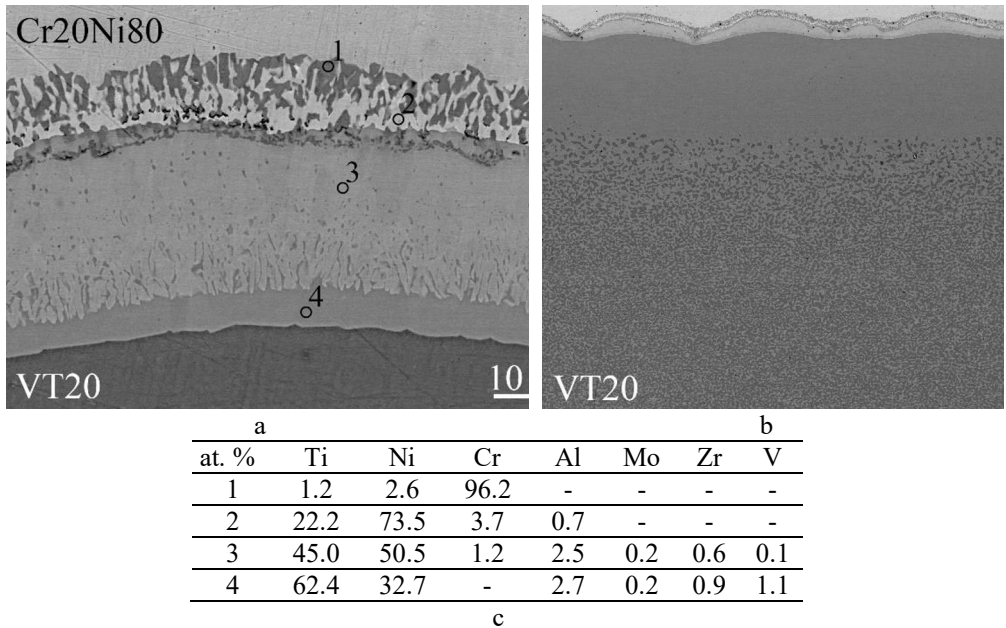 Cr20Ni80
1
2
3
4
VT20
10
VT20
a b
at. % Ti Ni Cr Al Mo Zr V
1 1.2 2.6 96.2 - - - -
2 22.2 73.5 3.7 0.7 - - -
3 45.0 50.5 1.2 2.5 0.2 0.6 0.1
4 62.4 32.7 - 2.7 0.2 0.9 1.1
c